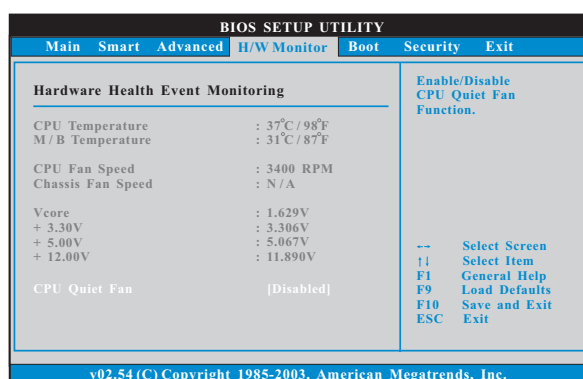 BIOS SETUP UTILITY
Main Smart Advanced H/W Monitor Boot Security Exit
Hardware Health Event Monitoring
CPU Temperature : 37°C / 98°F
M / B Temperature : 31°C / 87°F
CPU Fan Speed : 3400 RPM
Chassis Fan Speed : N / A
Vcore : 1.629V
+ 3.30V : 3.306V
+ 5.00V : 5.067V
+ 12.00V : 11.890V
CPU Quiet Fan [Disabled]
Enable/Disable
CPU Quiet Fan
Function.
←→ Select Screen
↑↓ Select Item
F1 General Help
F9 Load Defaults
F10 Save and Exit
ESC Exit
v02.54 (C) Copyright 1985-2003, American Megatrends, Inc.